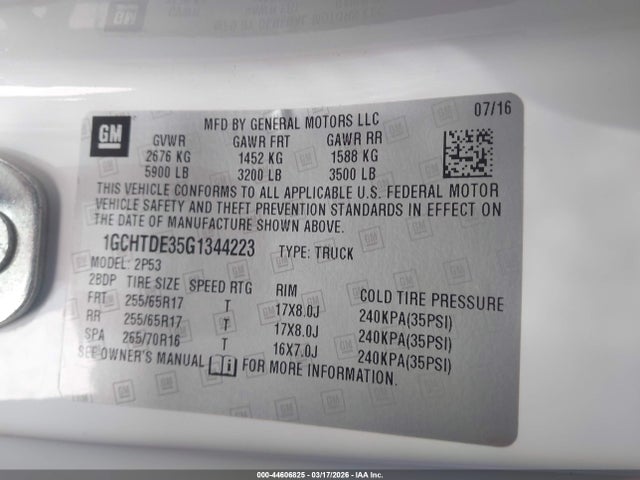 GM
MFD BY GENERAL MOTORS LLC
07/16
GVWR GAWR FRT GAWR RR
2676 KG 1452 KG 1588 KG
5900 LB 3200 LB 3500 LB
THIS VEHICLE CONFORMS TO ALL APPLICABLE U.S. FEDERAL MOTOR
VEHICLE SAFETY AND THEFT PREVENTION STANDARDS IN EFFECT ON
THE DATE OF MANUFACTURE SHOWN ABOVE.
1GCHTDE35G1344223 TYPE: TRUCK
MODEL: 2P53
2BDP TIRE SIZE SPEED RTG RIM COLD TIRE PRESSURE
FRT 255/65R17 T 17X8.0J 240KPA(35PSI)
RR 255/65R17 T 17X8.0J 240KPA(35PSI)
SPA 265/70R16 T 16X7.0J 240KPA(35PSI)
SEE OWNER'S MANUAL FOR MORE INFORMATION.
000-44606825 - 03/17/2026 - IAA Inc.